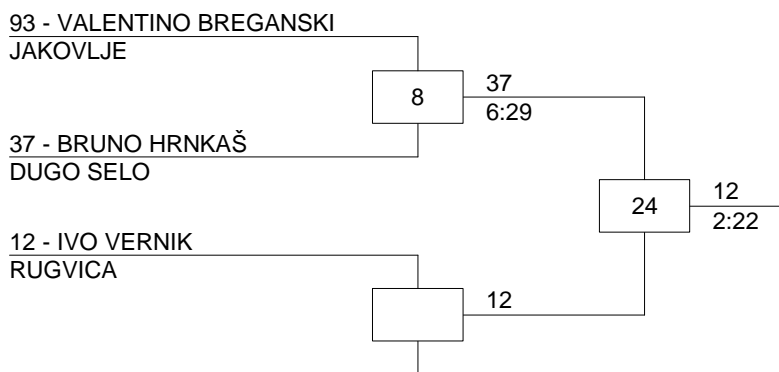 93 - VALENTINO BREGANSKI
JAKOVLJE
8
37
6:29
37 - BRUNO HRNKAŠ
DUGO SELO
24
12
2:22
12 - IVO VERNIK
RUGVICA
12